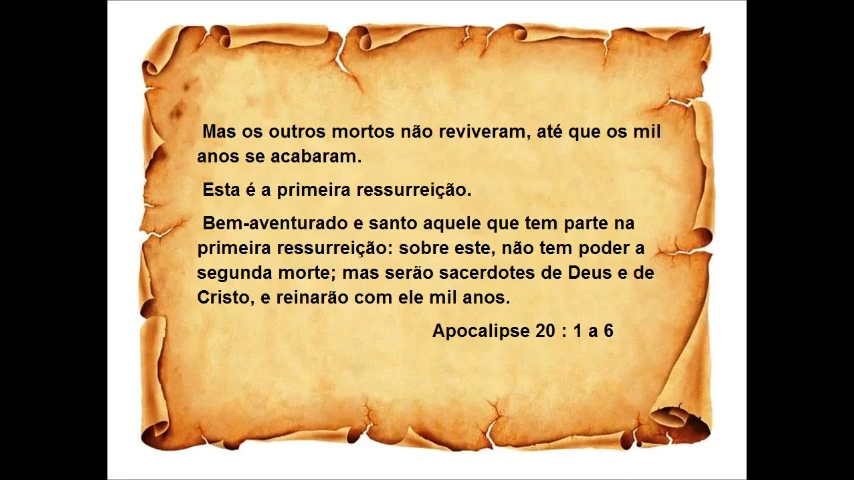 Mas os outros mortos não reviveram, até que os mil
anos se acabaram.
Esta é a primeira ressurreição.
Bem-aventurado e santo aquele que tem parte na
primeira ressurreição: sobre este, não tem poder a
segunda morte; mas serão sacerdotes de Deus e de
Cristo, e reinarão com ele mil anos.
Apocalipse 20 : 1 a 6